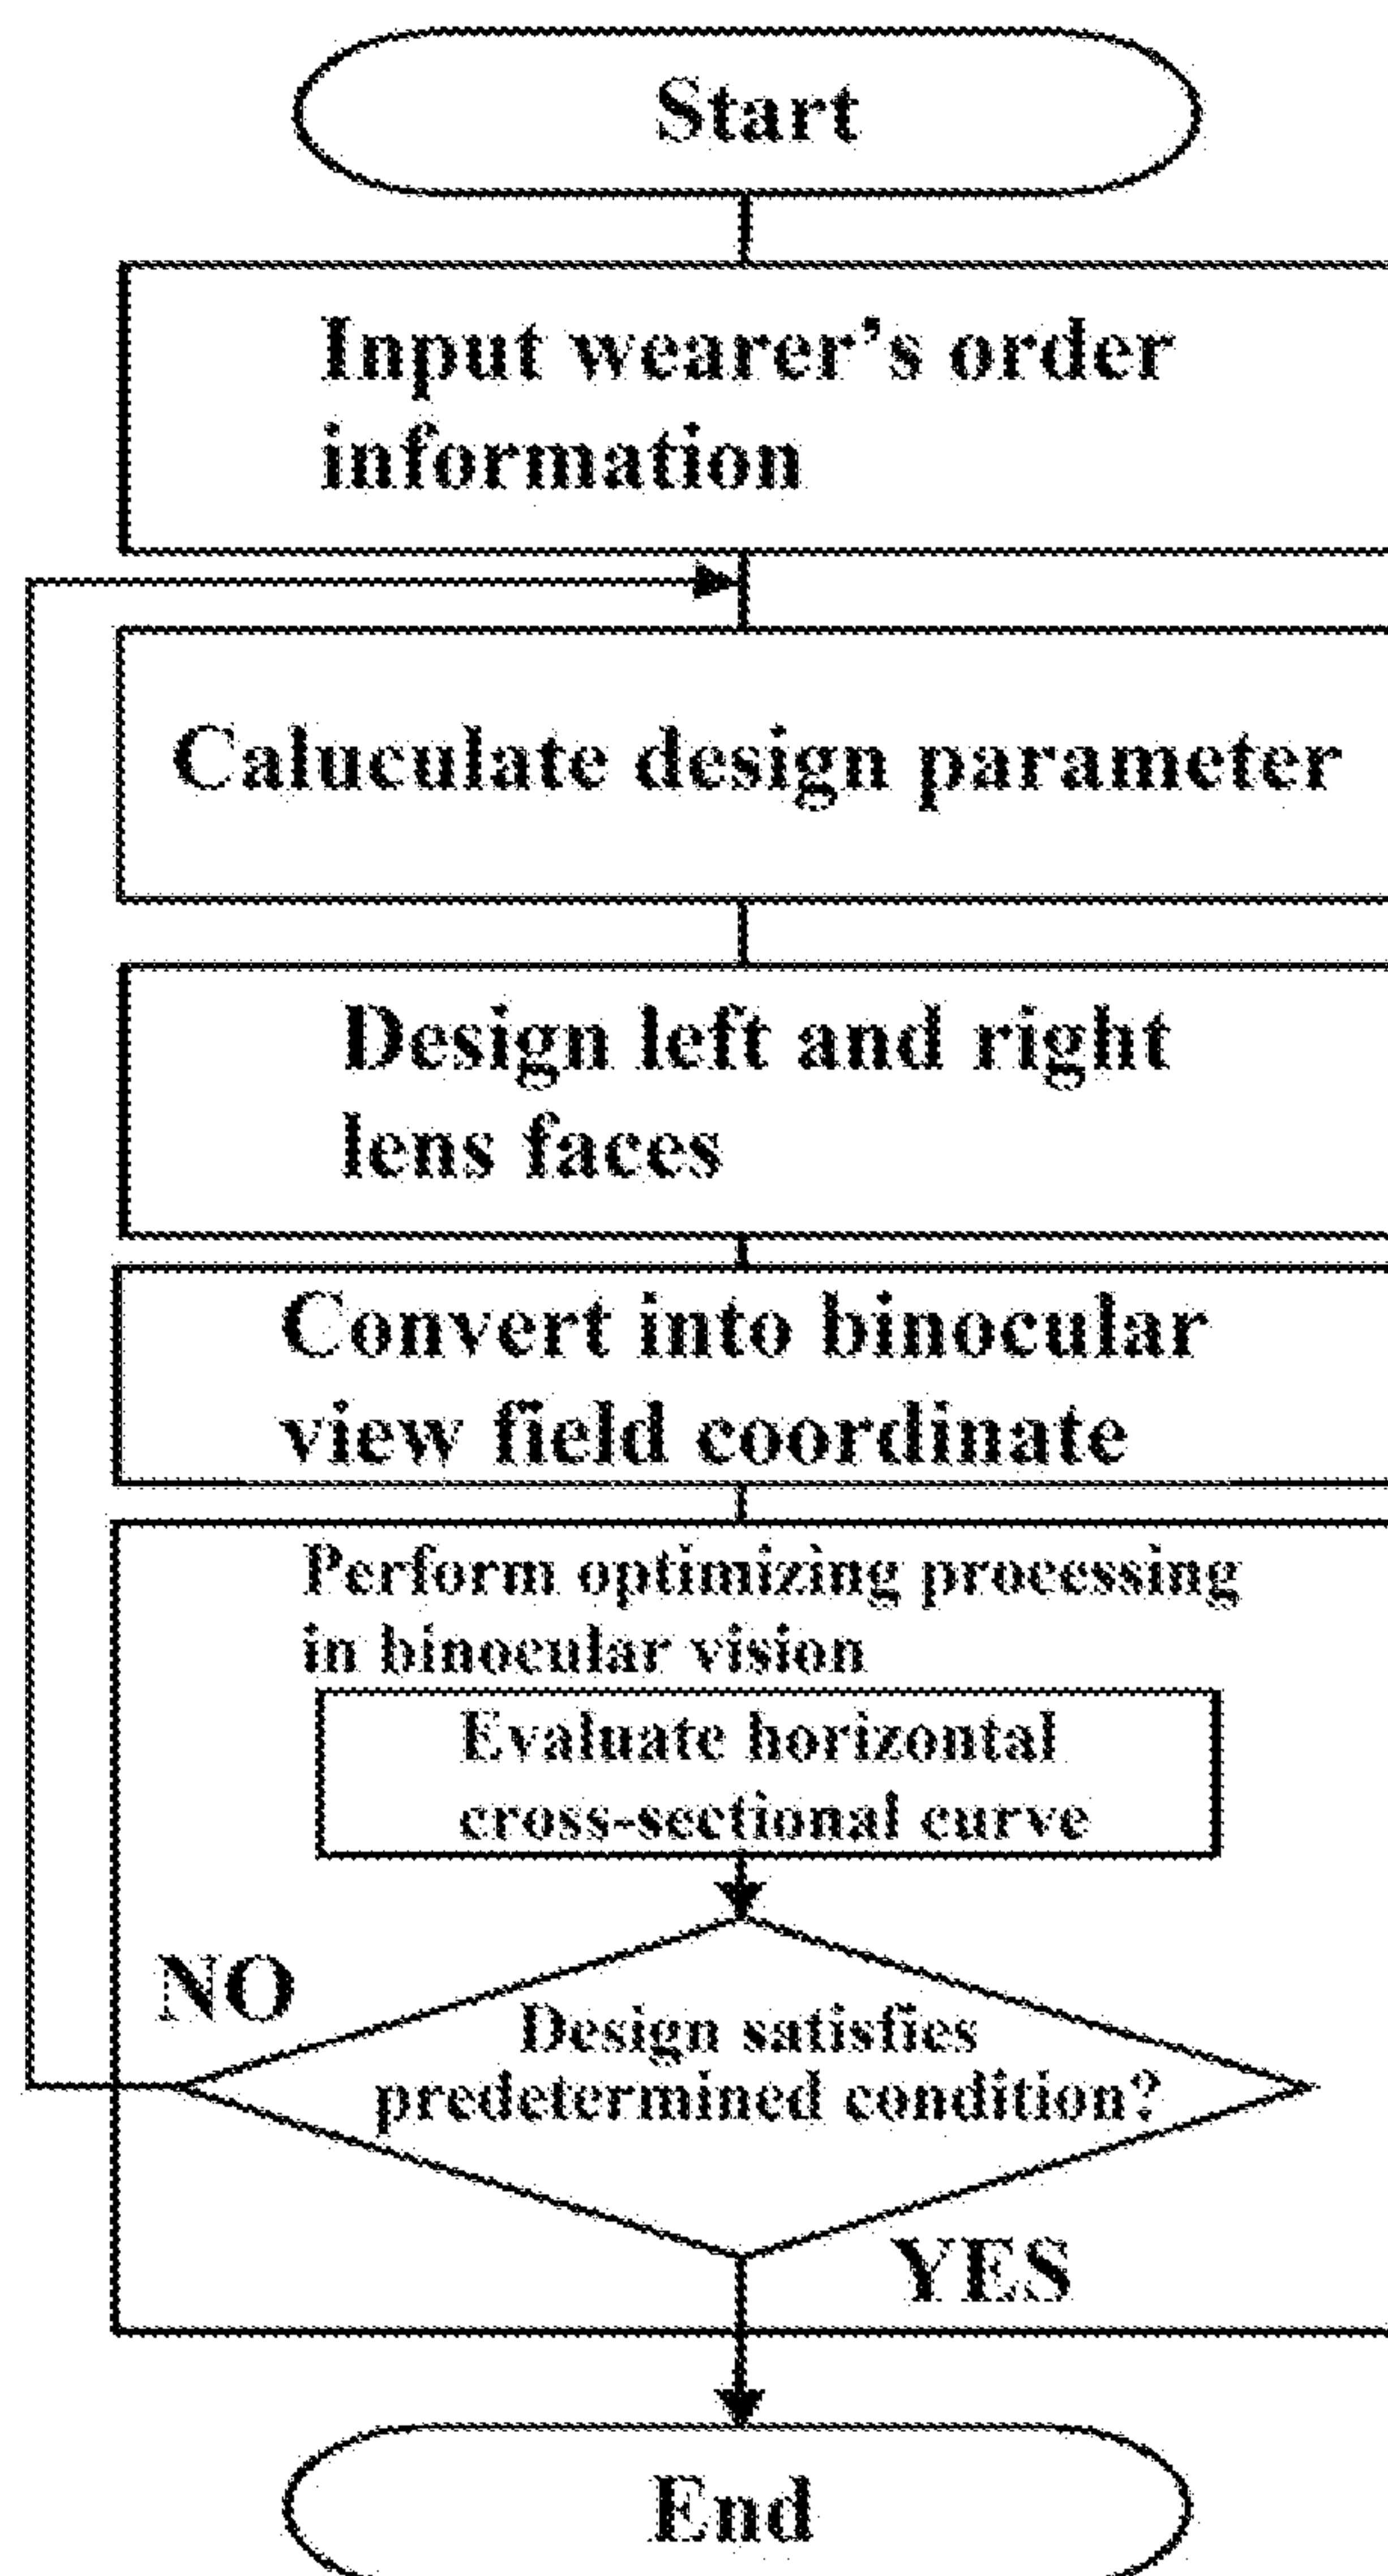 Start
Input wearer's order
information
Caluculate design parameter
Design left and right
lens faces
Convert into binocular
view field coordinate
Perform optimizing processing
in binocular vision
Evaluate horizontal
cross-sectional curve
NO
Design satisfies
predetermined condition?
YES
End